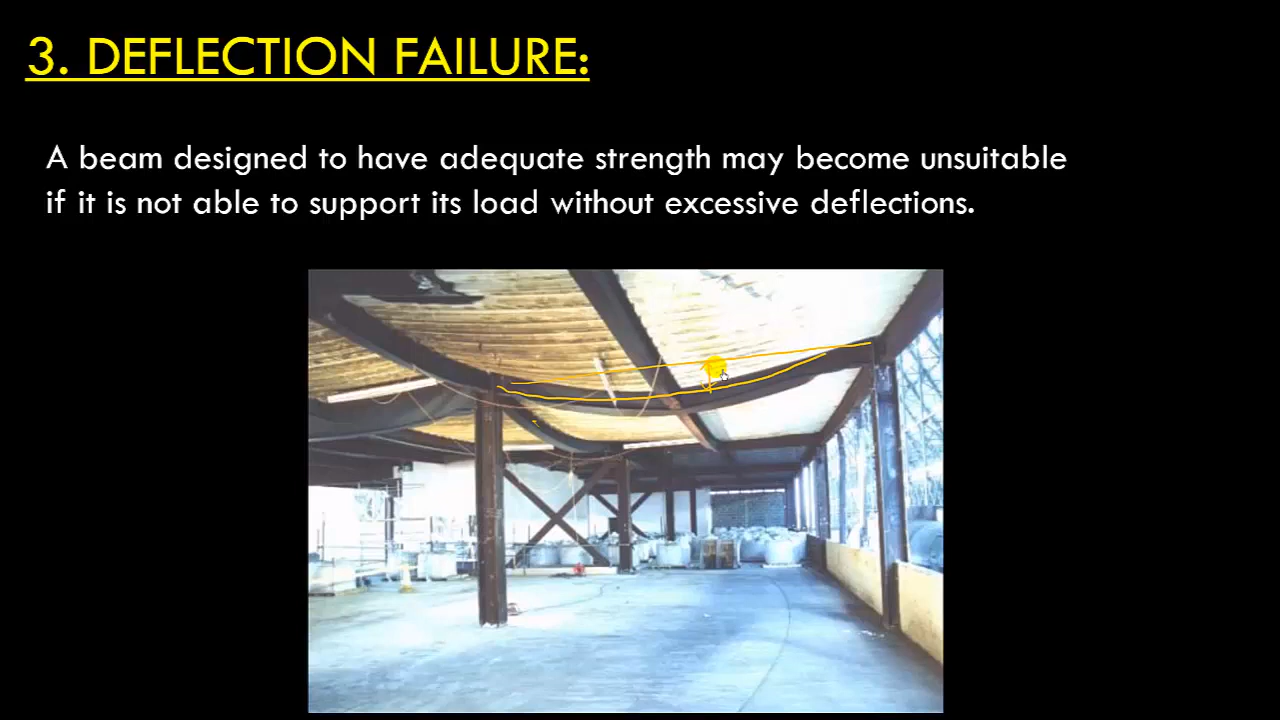 3. DEFLECTION FAILURE:
A beam designed to have adequate strength may become unsuitable
if it is not able to support its load without excessive deflections.